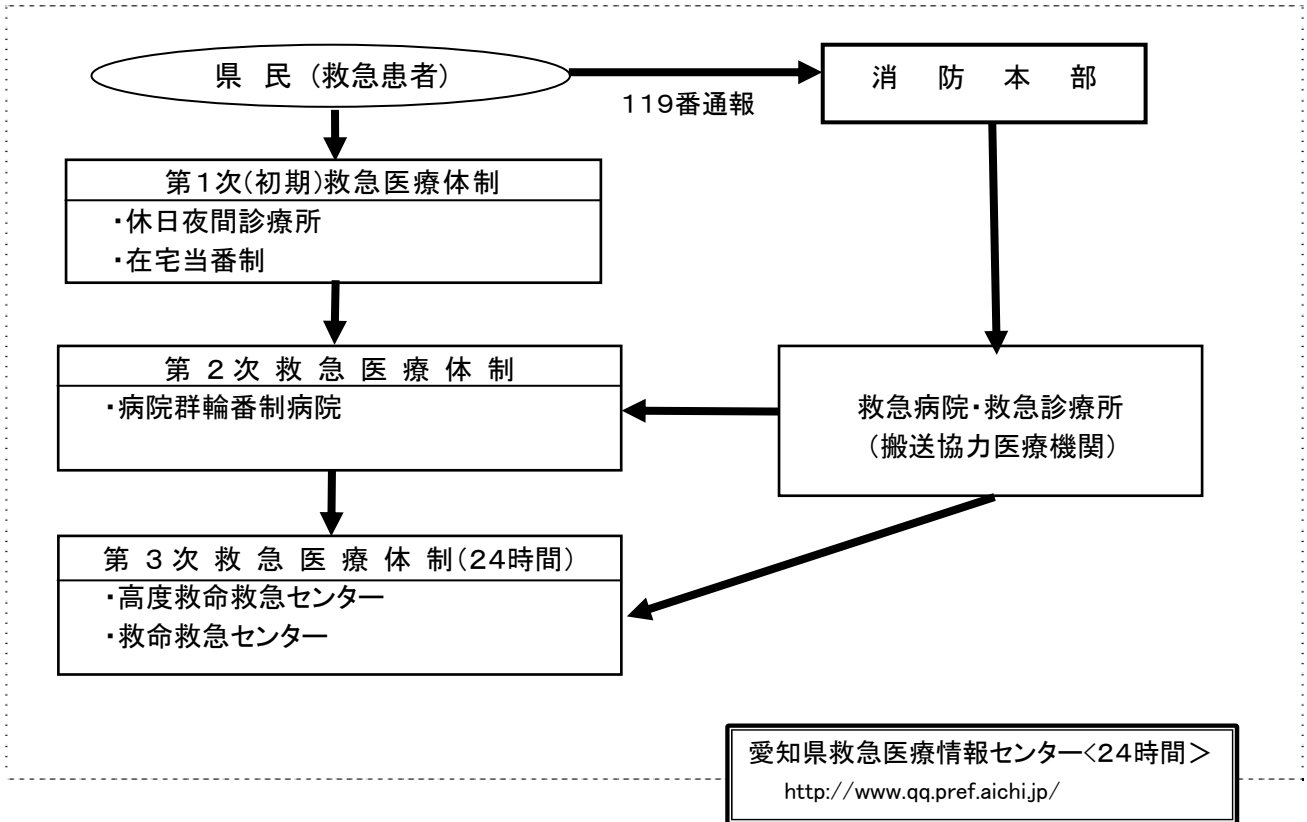 県 民 (救急患者)
119番通報
消 防 本 部
第1次(初期)救急医療体制
・休日夜間診療所
・在宅当番制
第 2 次 救 急 医 療 体 制
・病院群輪番制病院
救急病院・救急診療所
(搬送協力医療機関)
第 3 次 救 急 医 療 体 制(24時間)
・高度救命救急センター
・救命救急センター
愛知県救急医療情報センター<24時間>
http://www.qq.pref.aichi.jp/